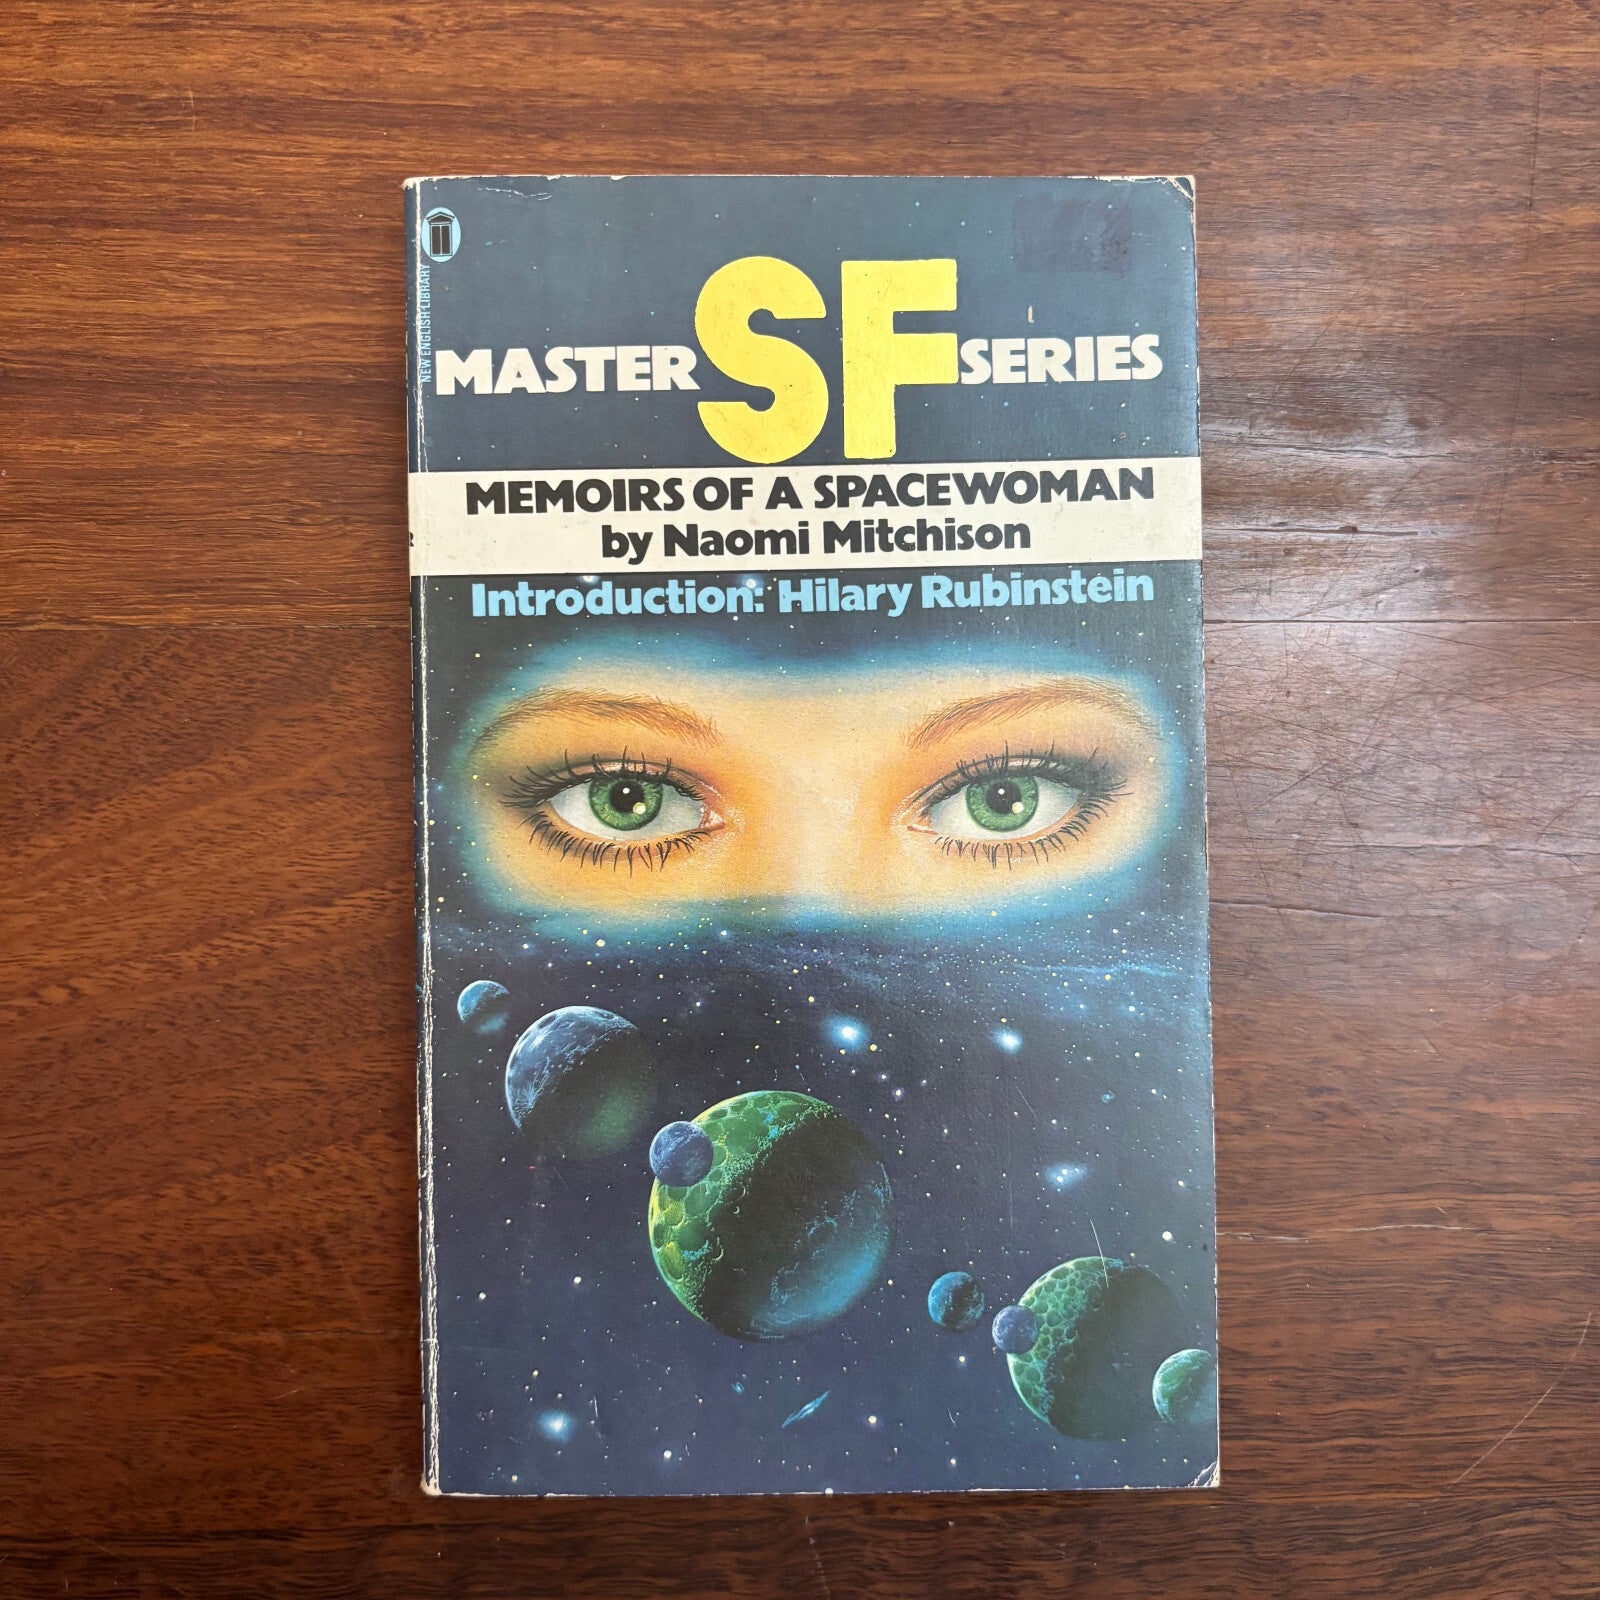 NEW ENGLISH LIBRARY
MASTER SF SERIES
MEMOIRS OF A SPACEWOMAN
by Naomi Mitchison
Introduction: Hilary Rubinstein